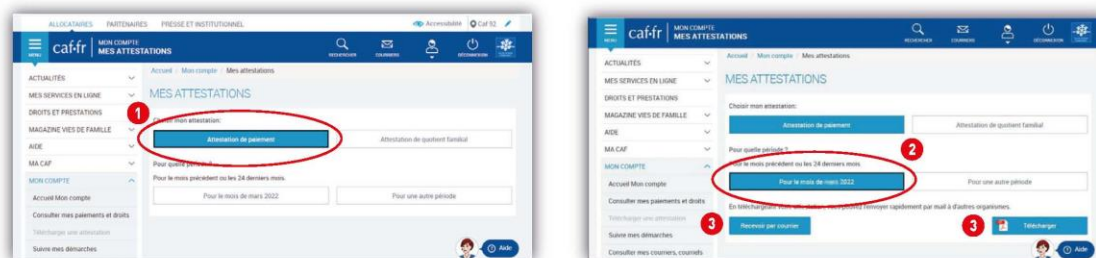 ALLOCATAIRES PARTENAIRES PRESSE ET INSTITUTIONNEL Accessibilité Caf 92
MENU caf.fr MON COMPTE
MES ATTESTATIONS
RECHERCHER COURRIERS DÉCONNEXION
Accueil / Mon compte / Mes attestations
ACTUALITÉS
MES SERVICES EN LIGNE
DROITS ET PRESTATIONS
MAGAZINE VIES DE FAMILLE
AIDE
MA CAF
MON COMPTE
Accueil Mon compte
Consulter mes paiements et droits
Télécharger une attestation
Suivre mes démarches
MES ATTESTATIONS
1
Choisir mon attestation:
Attestation de paiement Attestation de quotient familial
Pour quelle période ?
Pour le mois précédent ou les 24 derniers mois.
Pour le mois de mars 2022 Pour une autre période
Aide
MENU caf.fr MON COMPTE
MES ATTESTATIONS
RECHERCHER COURRIERS DÉCONNEXION
Accueil / Mon compte / Mes attestations
ACTUALITÉS
MES SERVICES EN LIGNE
DROITS ET PRESTATIONS
MAGAZINE VIES DE FAMILLE
AIDE
MA CAF
MON COMPTE
Accueil Mon compte
Consulter mes paiements et droits
Télécharger une attestation
Suivre mes démarches
Consulter mes courriers, courriels
MES ATTESTATIONS
Choisir mon attestation:
Attestation de paiement Attestation de quotient familial
2
Pour quelle période ?
Pour le mois précédent ou les 24 derniers mois.
Pour le mois de mars 2022 Pour une autre période
En téléchargeant votre attestation, vous pouvez l'envoyer rapidement par mail à d'autres organismes.
3 Recevoir par courrier 3 Télécharger
Aide